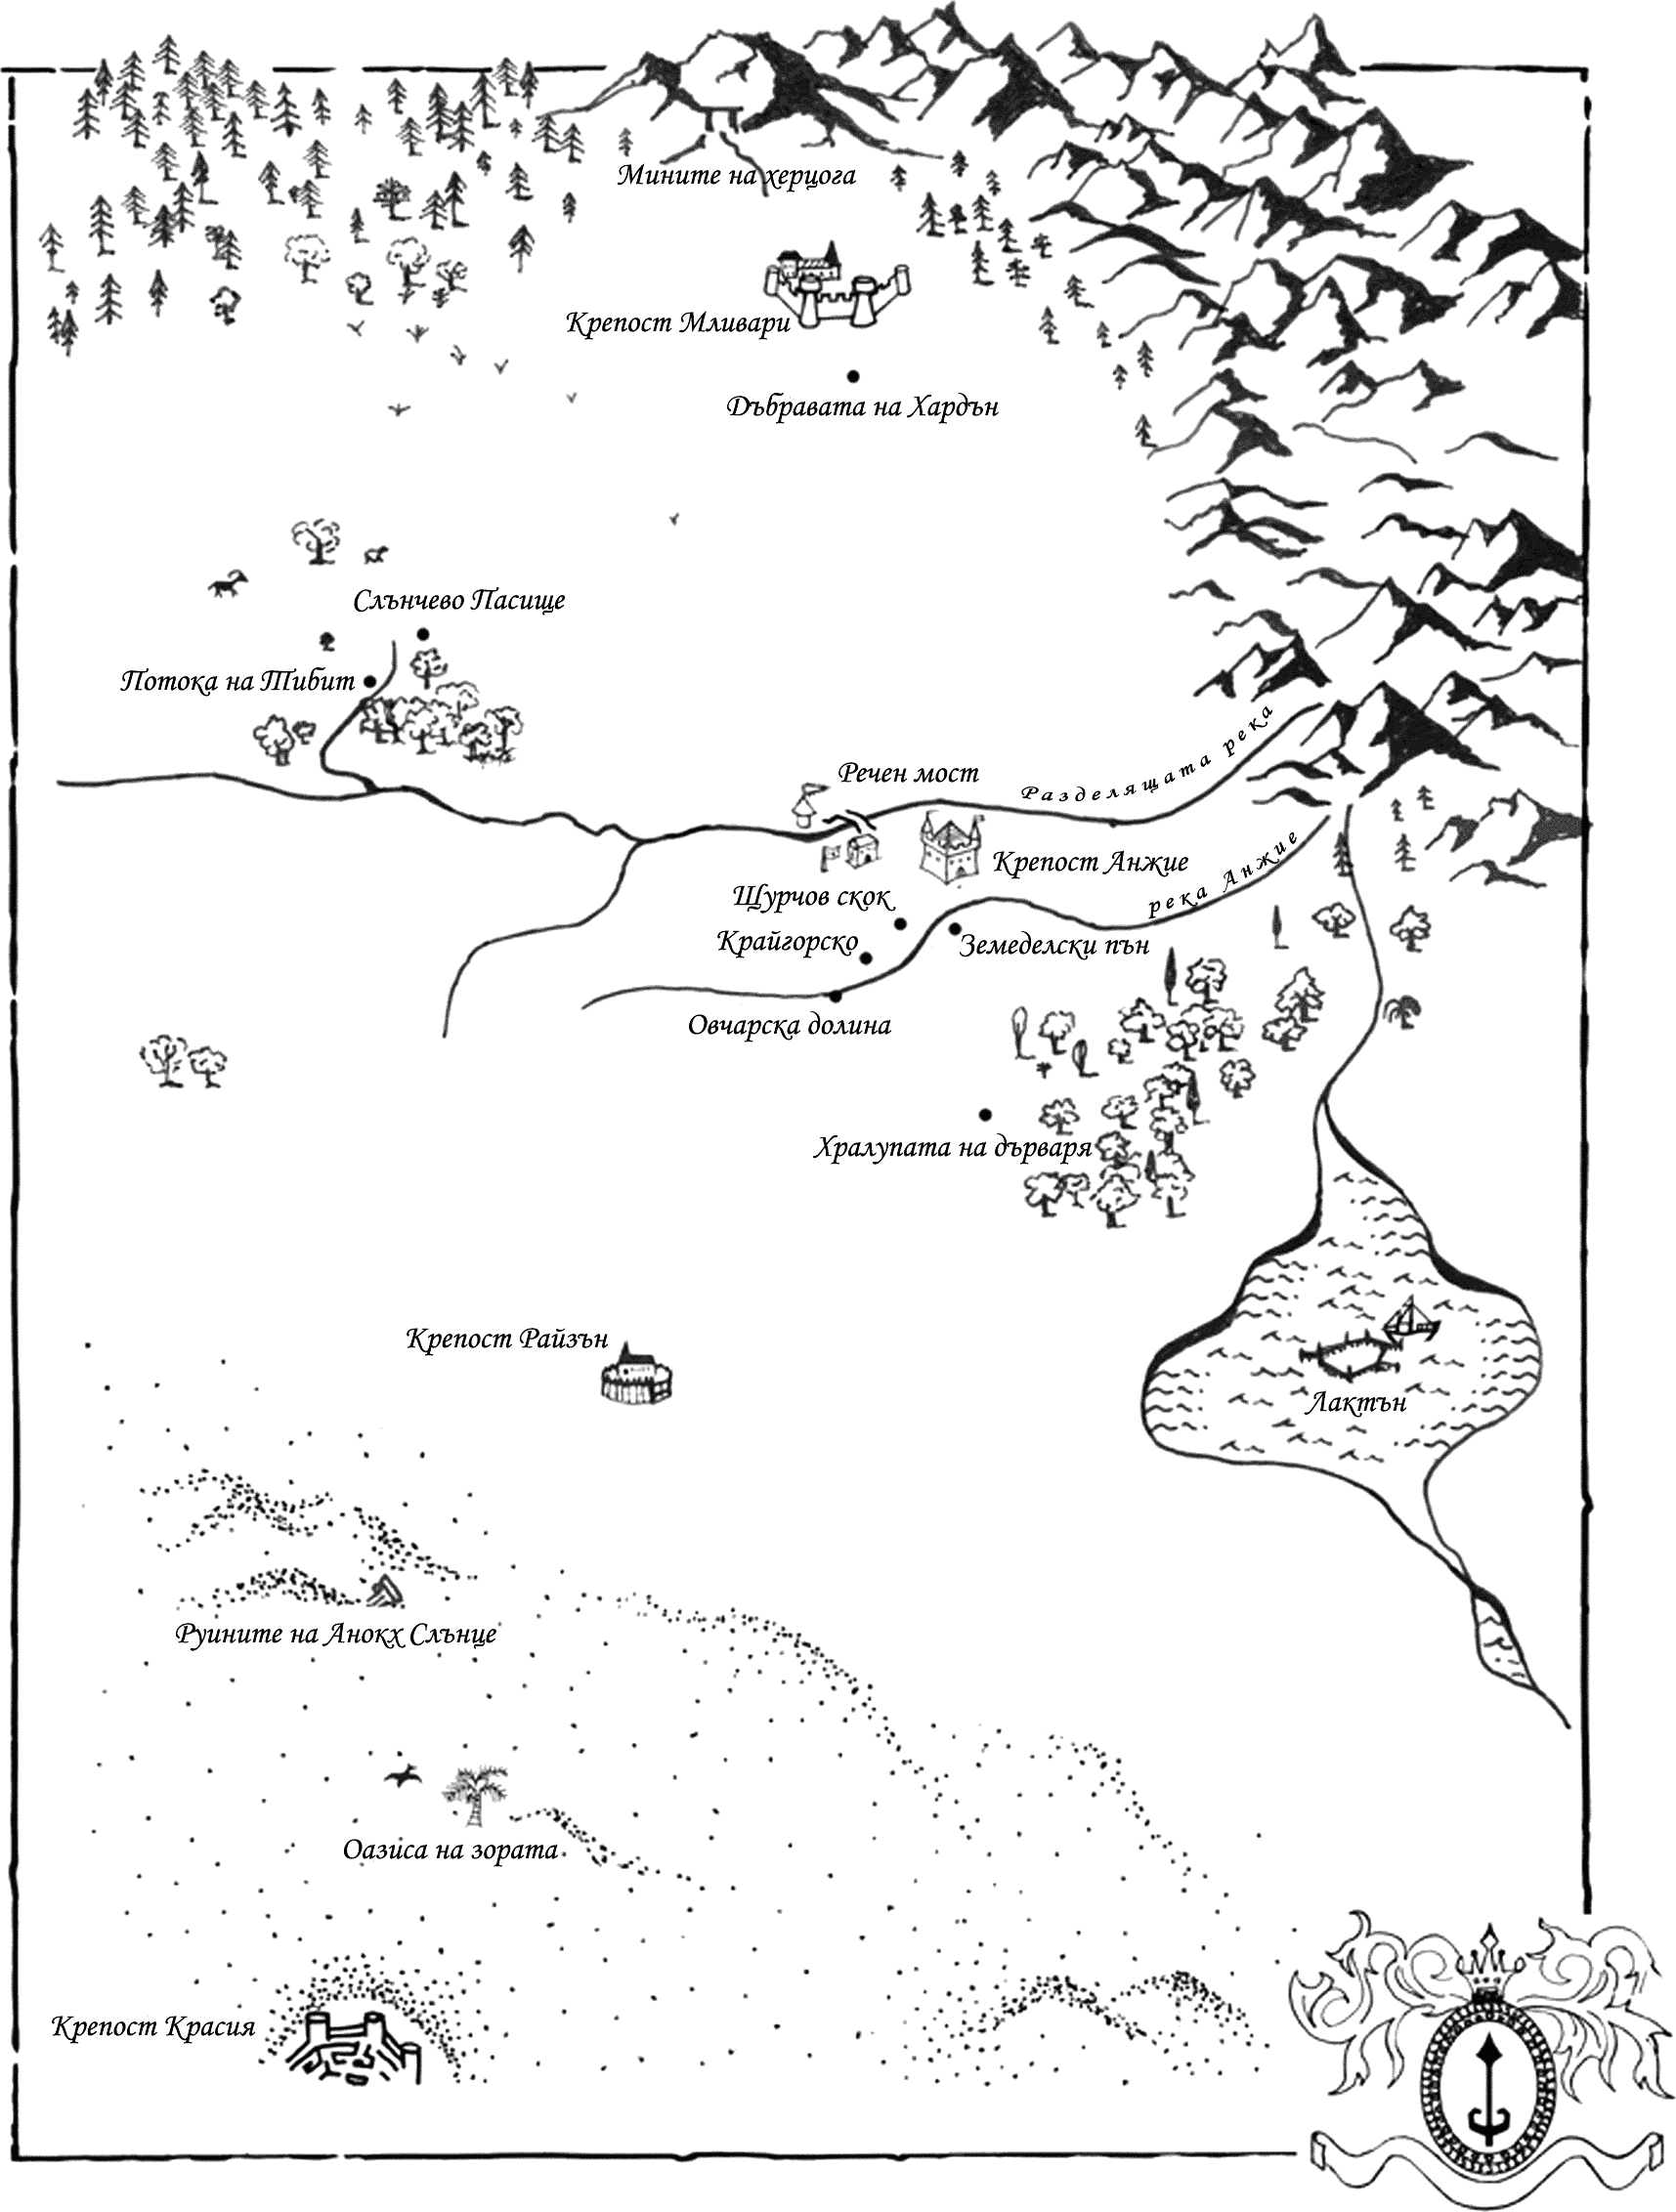 Мините на херцога
Крепост Мливари
Дъбравата на Хардън
Слънчево Пасище
Потока на Тибит
Речен мост
Разделящата река
Крепост Анжие
река Анжие
Щурчов скок
Крайгорско
Земеделски пън
Овчарска долина
Хралупата на дърваря
Крепост Райзън
Лактън
Руините на Анокх Слънце
Оазиса на зората
Крепост Красия